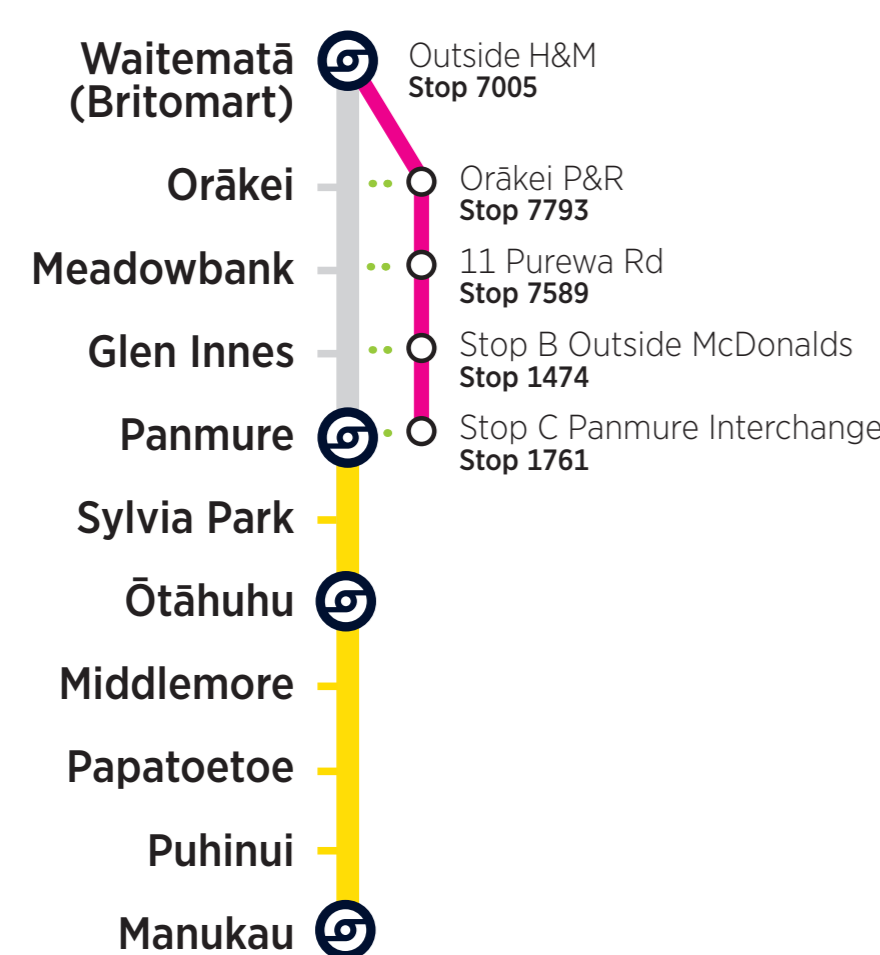 Waitematā
(Britomart)
Outside H&M
Stop 7005
Orākei
Orākei P&R
Stop 7793
Meadowbank
11 Purewa Rd
Stop 7589
Glen Innes
Stop B Outside McDonalds
Stop 1474
Panmure
Stop C Panmure Interchange
Stop 1761
Sylvia Park
Ōtāhuhu
Middlemore
Papatoetoe
Puhinui
Manukau